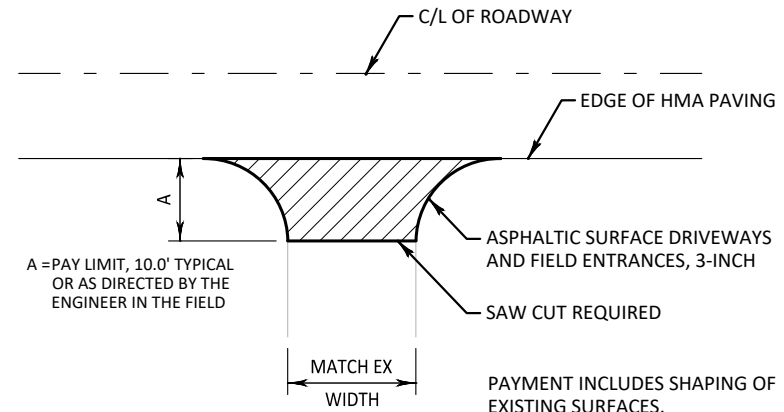 C/L OF ROADWAY
EDGE OF HMA PAVING
A
A =PAY LIMIT, 10.0' TYPICAL
OR AS DIRECTED BY THE
ENGINEER IN THE FIELD
ASPHALTIC SURFACE DRIVEWAYS
AND FIELD ENTRANCES, 3-INCH
SAW CUT REQUIRED
MATCH EX
WIDTH
PAYMENT INCLUDES SHAPING OF
EXISTING SURFACES.